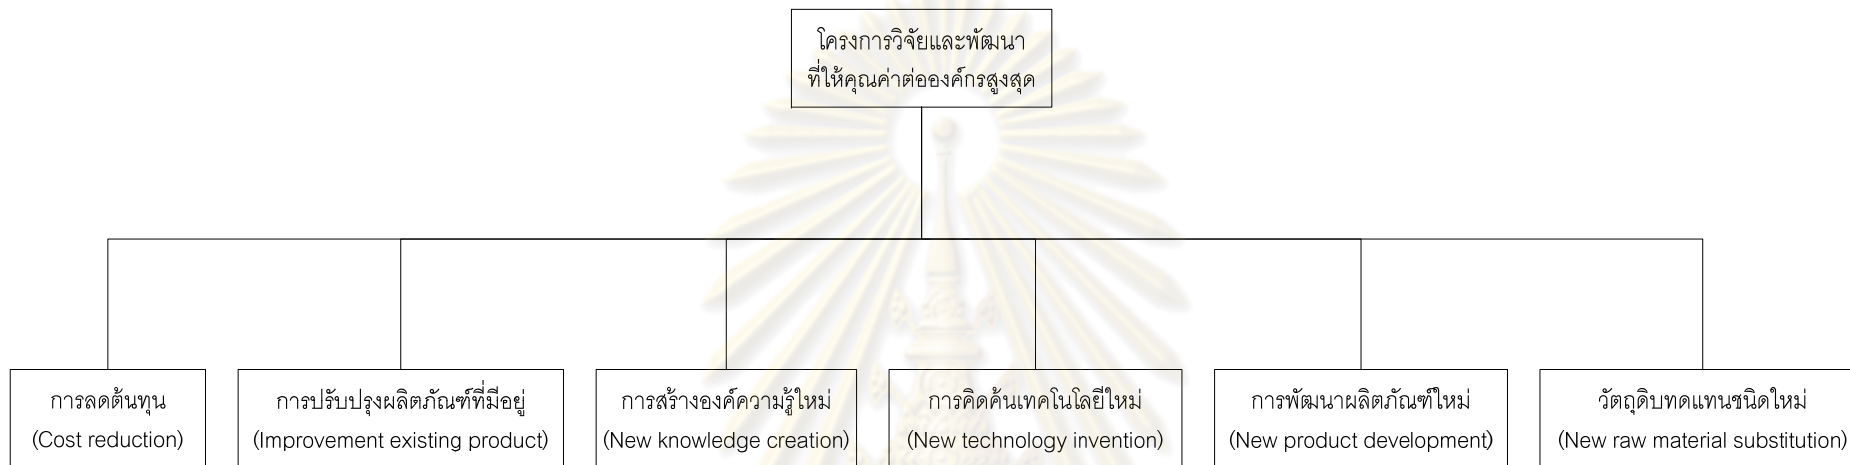 โครงการวิจัยและพัฒนา
ที่ให้คุณค่าต่อองค์กรสูงสุด
การลดต้นทุน
(Cost reduction)
การปรับปรุงผลิตภัณฑ์ที่มีอยู่
(Improvement existing product)
การสร้างองค์ความรู้ใหม่
(New knowledge creation)
การคิดค้นเทคโนโลยีใหม่
(New technology invention)
การพัฒนาผลิตภัณฑ์ใหม่
(New product development)
วัตถุดิบทดแทนชนิดใหม่
(New raw material substitution)